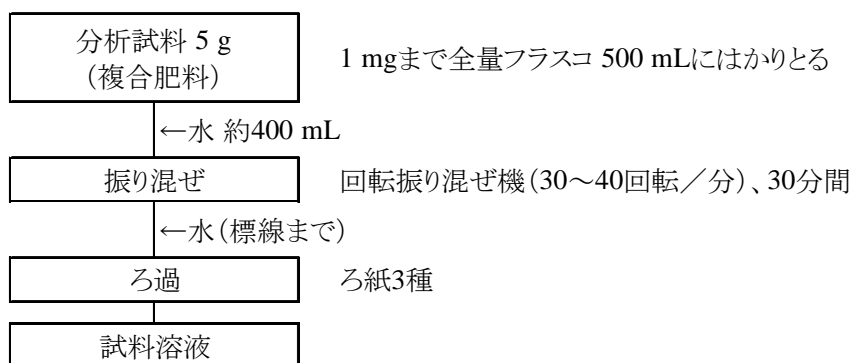 分析試料 5 g
(複合肥料)
1 mgまで全量フラスコ 500 mLにはかりとる
←水 約400 mL
振り混ぜ
回転振り混ぜ機(30~40回転/分)、30分間
←水(標線まで)
ろ過
ろ紙3種
試料溶液